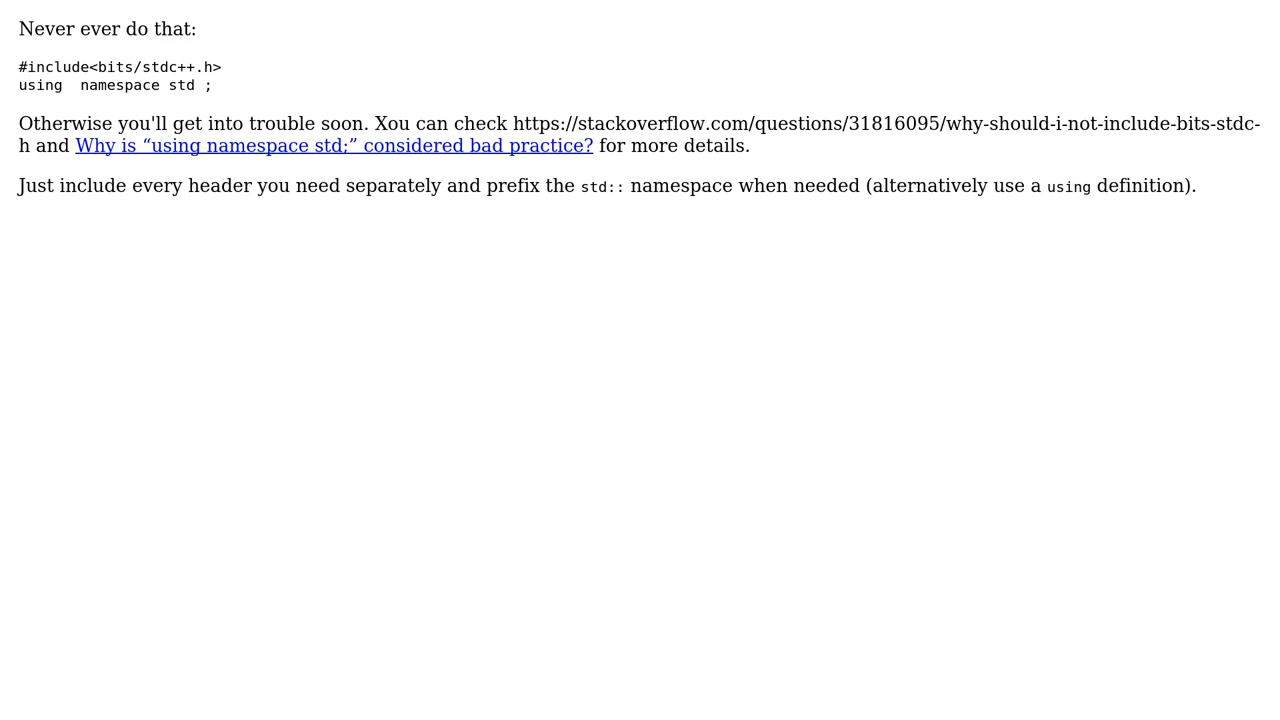 Never ever do that:
#include<bits/stdc++.h>
using  namespace std ;
Otherwise you'll get into trouble soon. Xou can check https://stackoverflow.com/questions/31816095/why-should-i-not-include-bits-stdc-
h and Why is “using namespace std;” considered bad practice? for more details.
Just include every header you need separately and prefix the std:: namespace when needed (alternatively use a using definition).